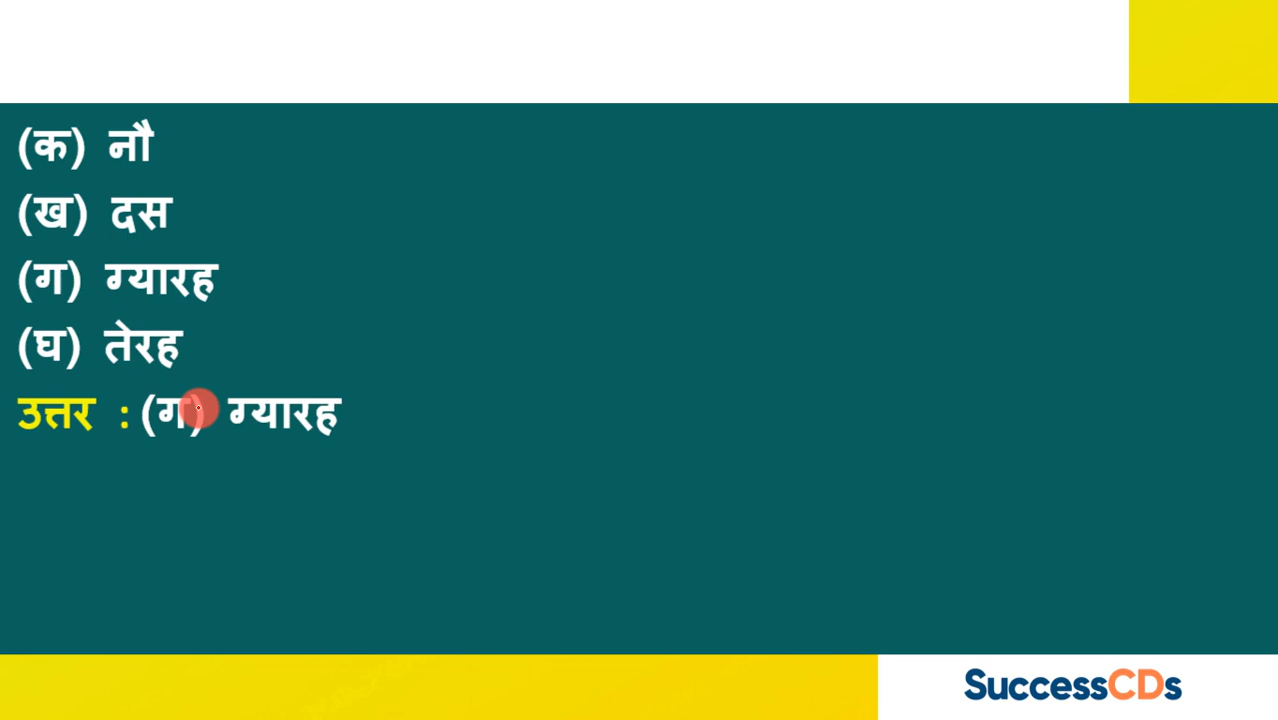 (क) नौ
(ख) दस
(ग) ग्यारह
(घ) तेरह
उत्तर : (ग) ग्यारह
SuccessCDs